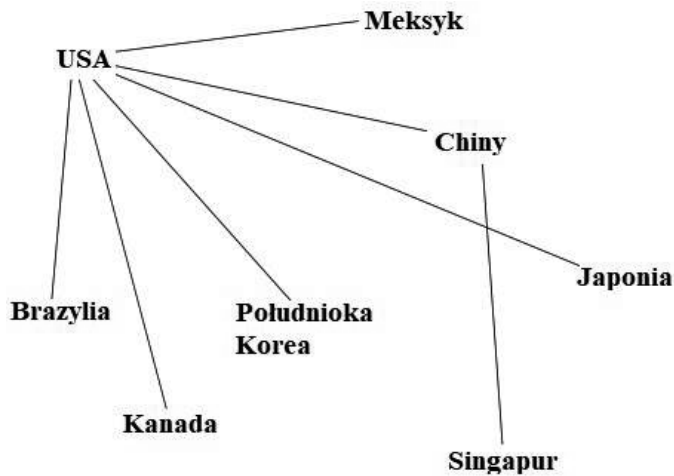 Meksyk
USA
Chiny
Japonia
Brazylia
Południoka
Korea
Kanada
Singapur